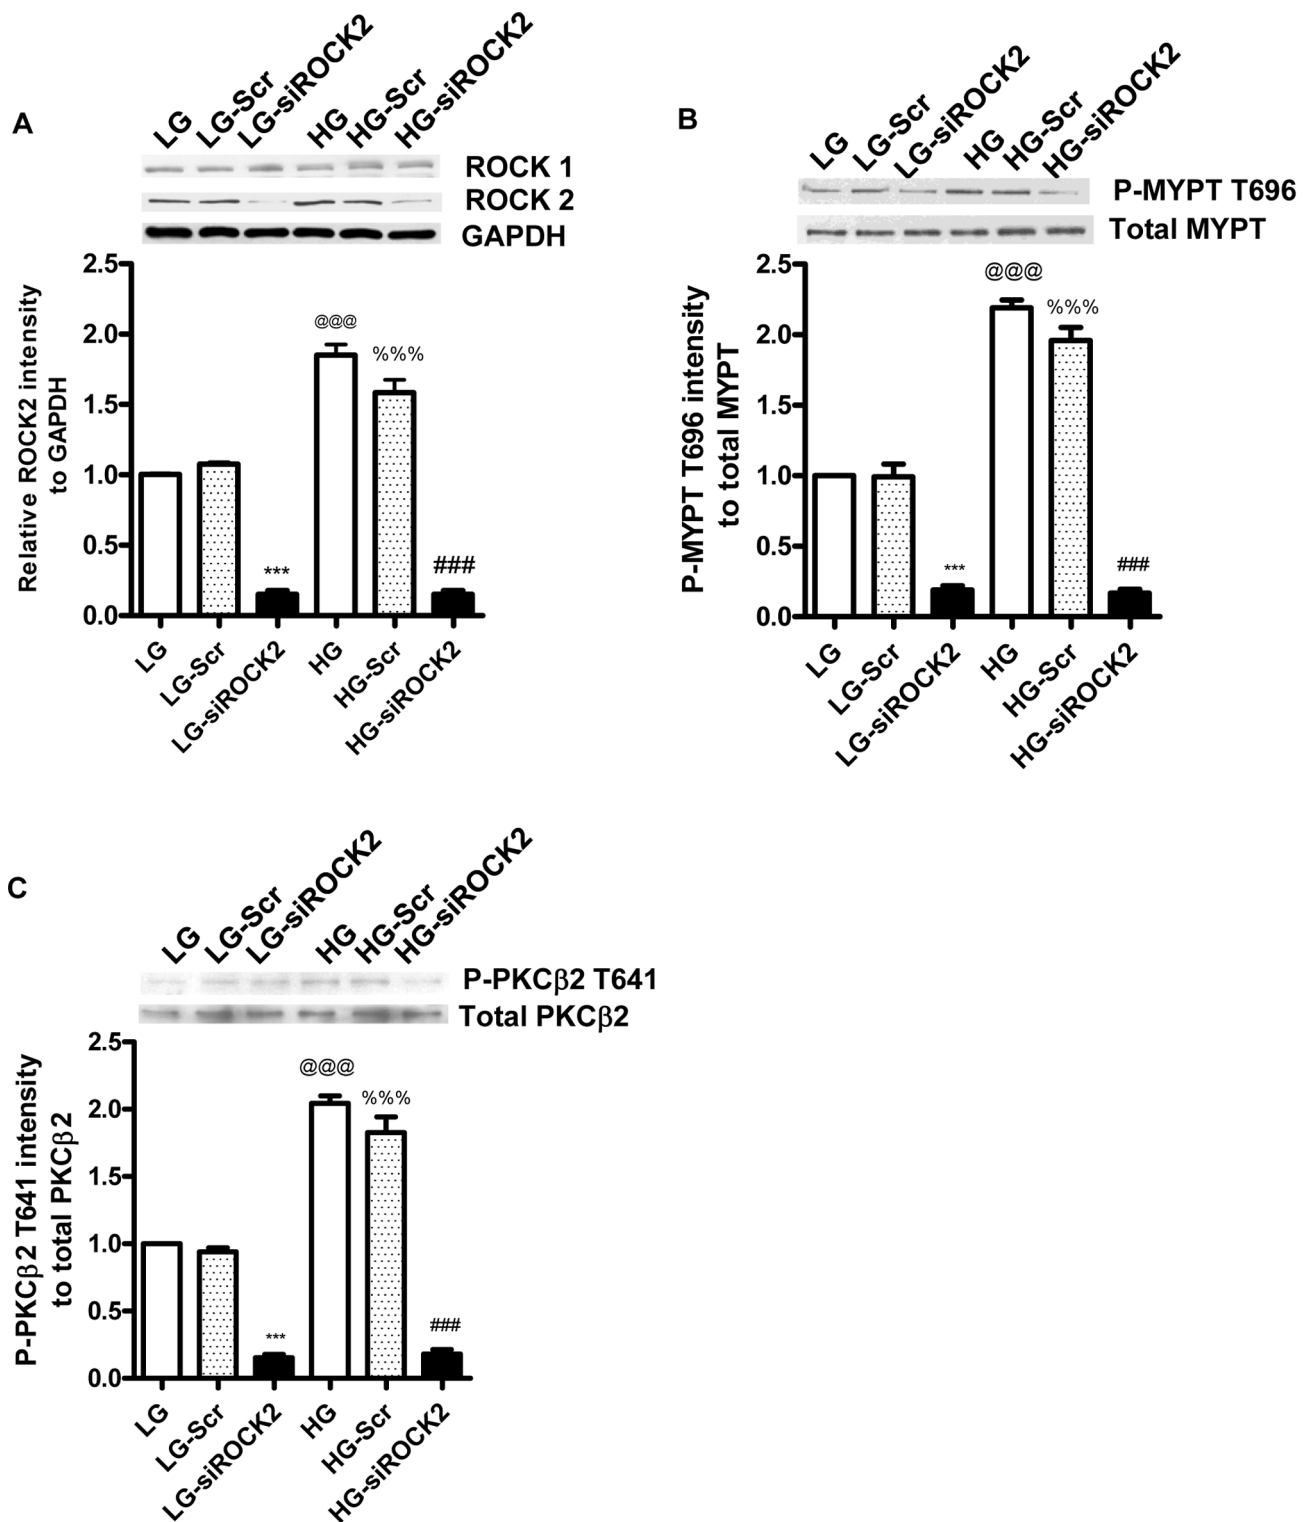 A
LG
LG-Scr
LG-siROCK2
HG
HG-Scr
HG-siROCK2
ROCK 1
ROCK 2
GAPDH
Relative ROCK2 intensity
to GAPDH
2.5
2.0
1.5
1.0
0.5
0.0
***
@@@
%%%
###
LG
LG-Scr
LG-siROCK2
HG
HG-Scr
HG-siROCK2
B
LG
LG-Scr
LG-siROCK2
HG
HG-Scr
HG-siROCK2
P-MYPT T696
Total MYPT
P-MYPT T696 intensity
to total MYPT
2.5
2.0
1.5
1.0
0.5
0.0
***
@@@
%%%
###
LG
LG-Scr
LG-siROCK2
HG
HG-Scr
HG-siROCK2
C
LG
LG-Scr
LG-siROCK2
HG
HG-Scr
HG-siROCK2
P-PKCβ2 T641
Total PKCβ2
P-PKCβ2 T641 intensity
to total PKCβ2
2.5
2.0
1.5
1.0
0.5
0.0
***
@@@
%%%
###
LG
LG-Scr
LG-siROCK2
HG
HG-Scr
HG-siROCK2